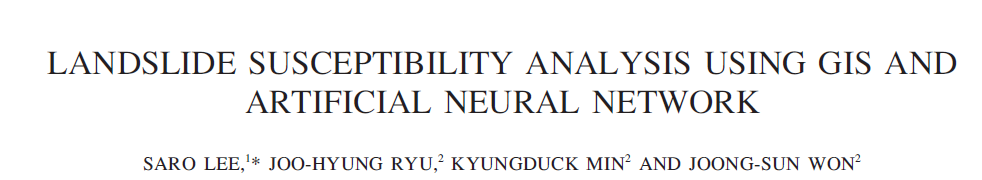 LANDSLIDE SUSCEPTIBILITY ANALYSIS USING GIS AND
ARTIFICIAL NEURAL NETWORK
SARO LEE,¹* JOO-HYUNG RYU,² KYUNGDUCK MIN² AND JOONG-SUN WON²